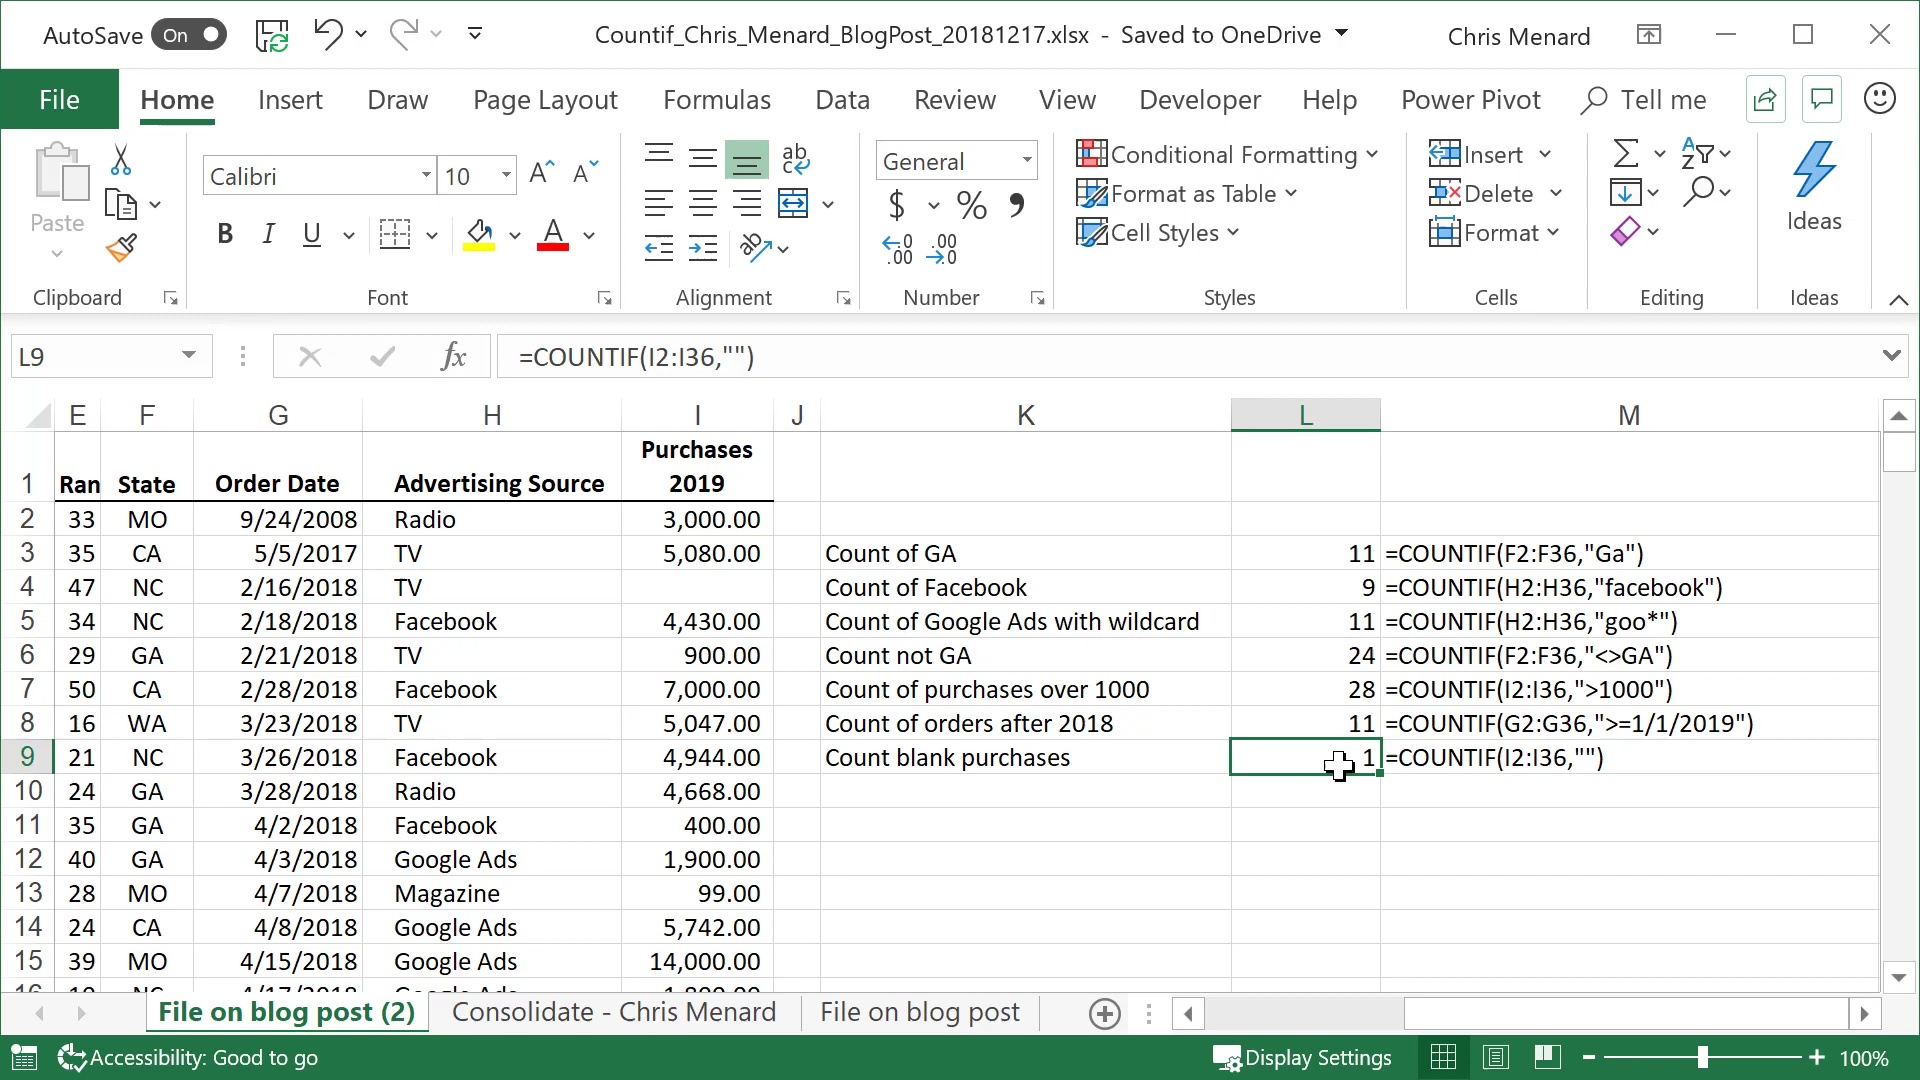 AutoSave On Countif_Chris_Menard_BlogPost_20181217.xlsx - Saved to OneDrive Chris Menard
File Home Insert Draw Page Layout Formulas Data Review View Developer Help Power Pivot Tell me
Paste Calibri 10 General Conditional Formatting Insert Ideas
Format as Table Delete
Cell Styles Format
Clipboard Font Alignment Number Styles Cells Editing Ideas
L9 fx =COUNTIF(I2:I36,"")
E F G H I J K L M
1 Ran State Order Date Advertising Source Purchases 2019
2 33 MO 9/24/2008 Radio 3,000.00
3 35 CA 5/5/2017 TV 5,080.00 Count of GA 11 =COUNTIF(F2:F36,"Ga")
4 47 NC 2/16/2018 TV Count of Facebook 9 =COUNTIF(H2:H36,"facebook")
5 34 NC 2/18/2018 Facebook 4,430.00 Count of Google Ads with wildcard 11 =COUNTIF(H2:H36,"goo*")
6 29 GA 2/21/2018 TV 900.00 Count not GA 24 =COUNTIF(F2:F36,"<>GA")
7 50 CA 2/28/2018 Facebook 7,000.00 Count of purchases over 1000 28 =COUNTIF(I2:I36,">1000")
8 16 WA 3/23/2018 TV 5,047.00 Count of orders after 2018 11 =COUNTIF(G2:G36,">=1/1/2019")
9 21 NC 3/26/2018 Facebook 4,944.00 Count blank purchases 1 =COUNTIF(I2:I36,"")
10 24 GA 3/28/2018 Radio 4,668.00
11 35 GA 4/2/2018 Facebook 400.00
12 40 GA 4/3/2018 Google Ads 1,900.00
13 28 MO 4/7/2018 Magazine 99.00
14 24 CA 4/8/2018 Google Ads 5,742.00
15 39 MO 4/15/2018 Google Ads 14,000.00
File on blog post (2) Consolidate - Chris Menard File on blog post
Accessibility: Good to go Display Settings 100%